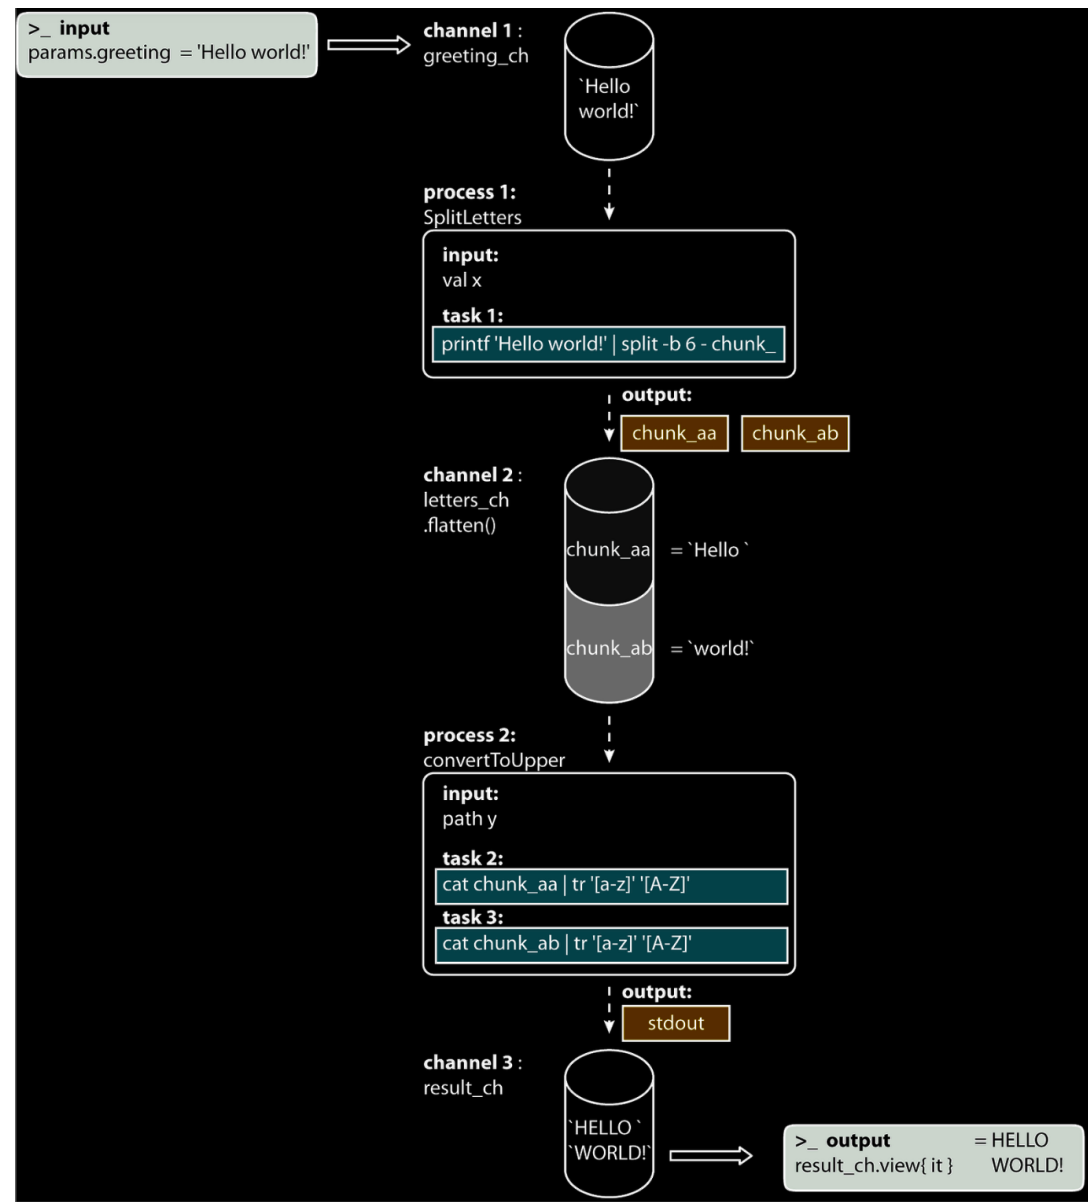 >_ input
params.greeting = 'Hello world!'
channel 1 :
greeting_ch
`Hello
world!`
process 1:
SplitLetters
input:
val x
task 1:
printf 'Hello world!' | split -b 6 - chunk_
output:
chunk_aa chunk_ab
channel 2 :
letters_ch
.flatten()
chunk_aa = `Hello `
chunk_ab = `world!`
process 2:
convertToUpper
input:
path y
task 2:
cat chunk_aa | tr '[a-z]' '[A-Z]'
task 3:
cat chunk_ab | tr '[a-z]' '[A-Z]'
output:
stdout
channel 3 :
result_ch
`HELLO `
`WORLD!`
>_ output = HELLO
result_ch.view{ it } WORLD!